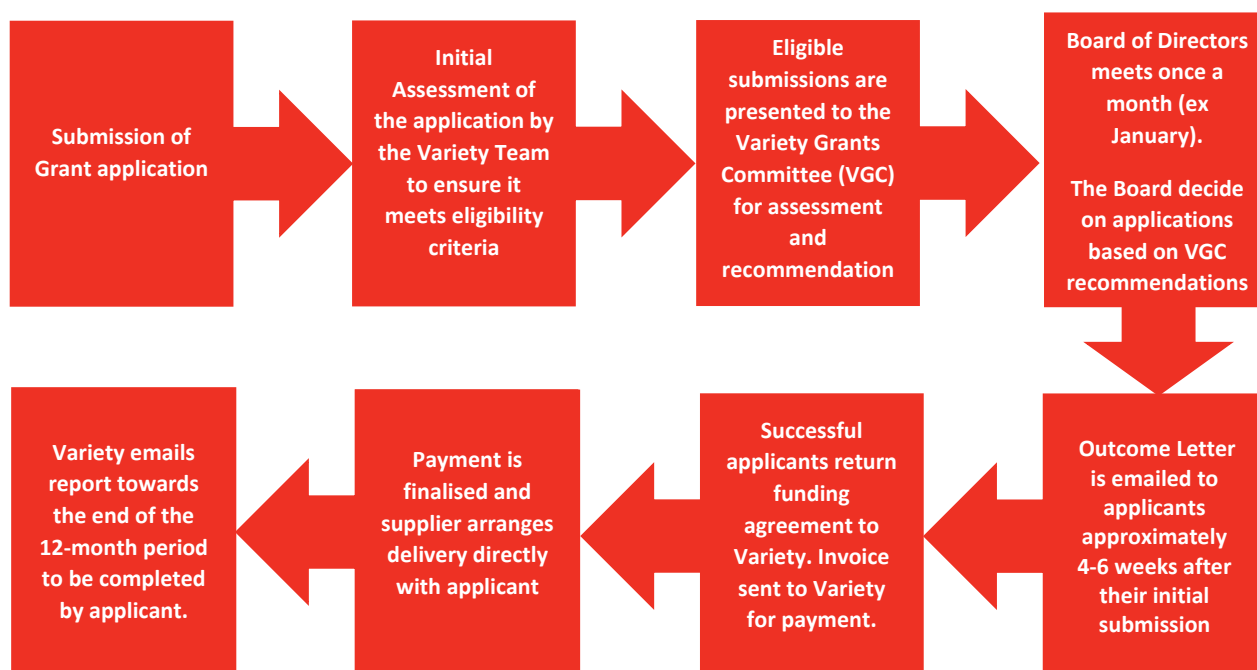 Submission of
Grant application
Initial
Assessment of
the application by
the Variety Team
to ensure it
meets eligibility
criteria
Eligible
submissions are
presented to the
Variety Grants
Committee (VGC)
for assessment
and
recommendation
Board of Directors
meets once a
month (ex
January).
The Board decide
on applications
based on VGC
recommendations
Outcome Letter
is emailed to
applicants
approximately
4-6 weeks after
their initial
submission
Successful
applicants return
funding
agreement to
Variety. Invoice
sent to Variety
for payment.
Payment is
finalised and
supplier arranges
delivery directly
with applicant
Variety emails
report towards
the end of the
12-month period
to be completed
by applicant.